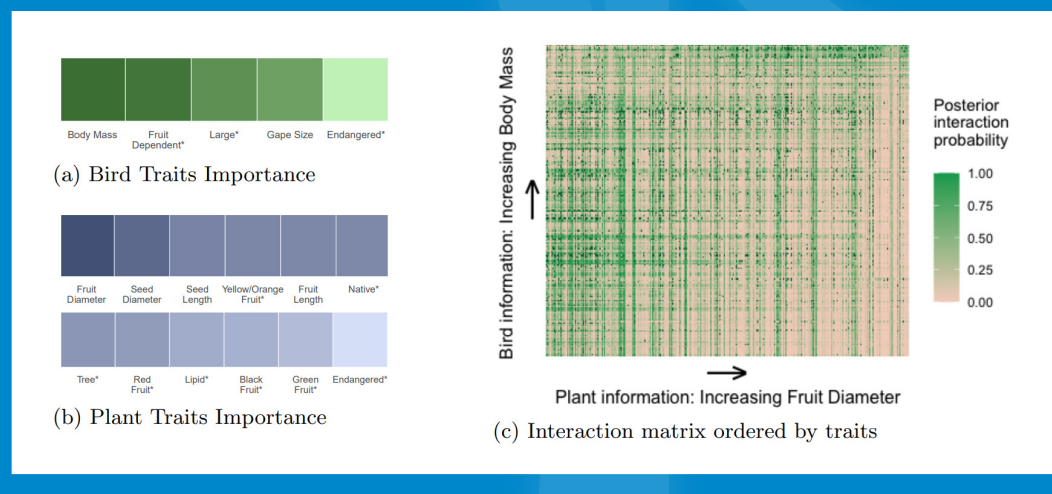 Body Mass
Fruit
Dependent*
Large*
Gape Size
Endangered*
(a) Bird Traits Importance
Fruit
Diameter
Seed
Diameter
Seed
Length
Yellow/Orange
Fruit*
Fruit
Length
Native*
Tree*
Red
Fruit*
Lipid*
Black
Fruit*
Green
Fruit*
Endangered*
(b) Plant Traits Importance
Bird information: Increasing Body Mass
Plant information: Increasing Fruit Diameter
Posterior
interaction
probability
1.00
0.75
0.50
0.25
0.00
(c) Interaction matrix ordered by traits